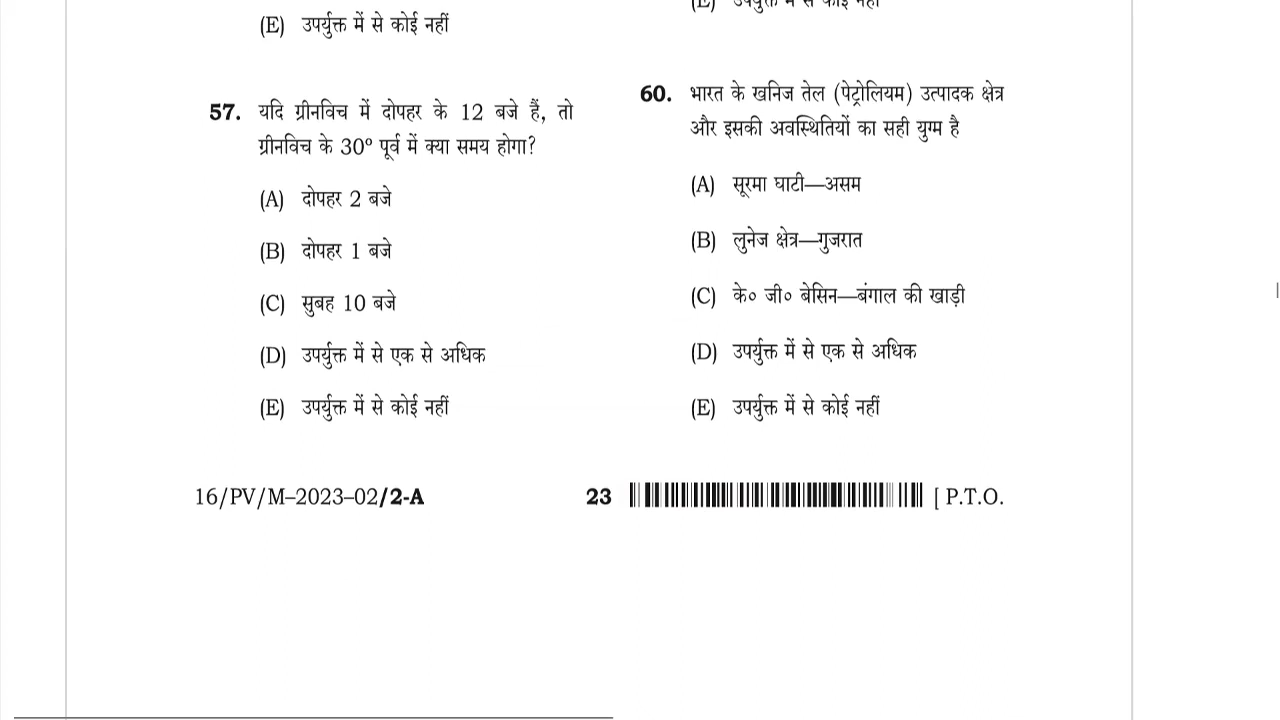 (E) उपर्युक्त में से कोई नहीं
57. यदि ग्रीनविच में दोपहर के 12 बजे हैं, तो
ग्रीनविच के 30° पूर्व में क्या समय होगा?
(A) दोपहर 2 बजे
(B) दोपहर 1 बजे
(C) सुबह 10 बजे
(D) उपर्युक्त में से एक से अधिक
(E) उपर्युक्त में से कोई नहीं
(E) उपर्युक्त में से कोई नहीं
60. भारत के खनिज तेल (पेट्रोलियम) उत्पादक क्षेत्र
और इसकी अवस्थितियों का सही युग्म है
(A) सूरमा घाटी—असम
(B) लुनेज क्षेत्र—गुजरात
(C) के० जी० बेसिन—बंगाल की खाड़ी
(D) उपर्युक्त में से एक से अधिक
(E) उपर्युक्त में से कोई नहीं
16/PV/M–2023–02/2-A 23 [ P.T.O.